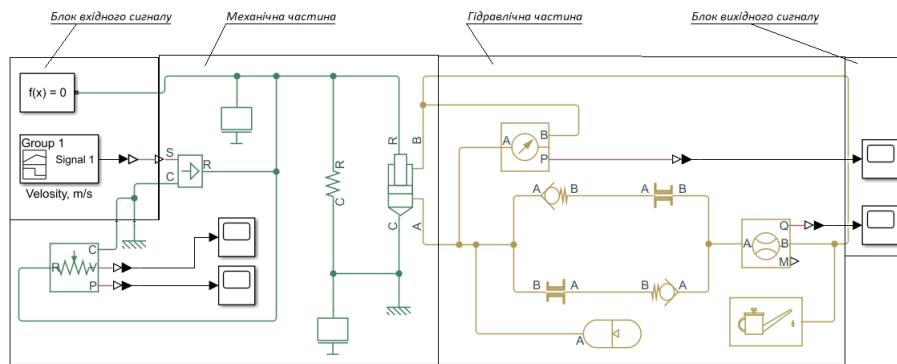 Блок вхідного сигналу
Механічна частина
Гідравлічна частина
Блок вихідного сигналу
f(x) = 0
Group 1
Signal 1
Velosity, m/s
S
C
R
C
R
V
P
R
C
R
C
B
A
A
B
P
A
B
A
B
B
A
B
A
A
A
Q
B
M